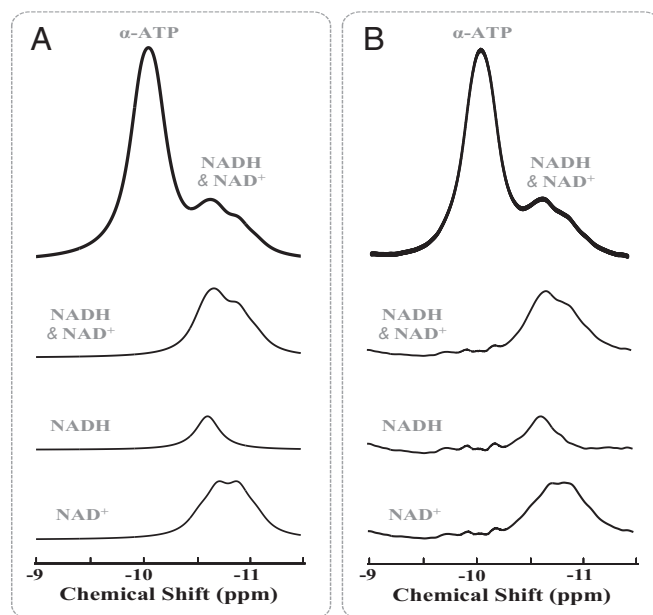 A
α-ATP
NADH
& NAD⁺
NADH
& NAD⁺
NADH
NAD⁺
-9 -10 -11
Chemical Shift (ppm)
B
α-ATP
NADH
& NAD⁺
NADH
& NAD⁺
NADH
NAD⁺
-9 -10 -11
Chemical Shift (ppm)